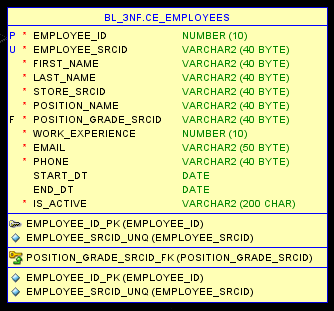 BL_3NF.CE_EMPLOYEES
P * EMPLOYEE_ID NUMBER (10)
U * EMPLOYEE_SRCID VARCHAR2 (40 BYTE)
* FIRST_NAME VARCHAR2 (40 BYTE)
* LAST_NAME VARCHAR2 (40 BYTE)
* STORE_SRCID VARCHAR2 (40 BYTE)
* POSITION_NAME VARCHAR2 (40 BYTE)
F * POSITION_GRADE_SRCID VARCHAR2 (40 BYTE)
* WORK_EXPERIENCE NUMBER (10)
* EMAIL VARCHAR2 (50 BYTE)
* PHONE VARCHAR2 (40 BYTE)
START_DT DATE
END_DT DATE
* IS_ACTIVE VARCHAR2 (200 CHAR)
EMPLOYEE_ID_PK (EMPLOYEE_ID)
EMPLOYEE_SRCID_UNQ (EMPLOYEE_SRCID)
POSITION_GRADE_SRCID_FK (POSITION_GRADE_SRCID)
EMPLOYEE_ID_PK (EMPLOYEE_ID)
EMPLOYEE_SRCID_UNQ (EMPLOYEE_SRCID)